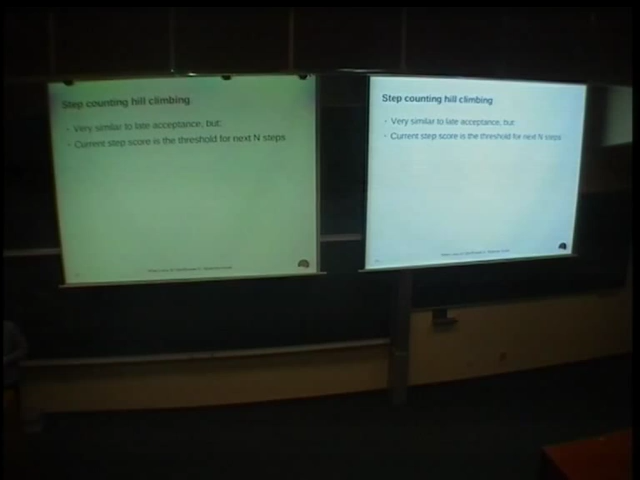 Step counting hill climbing
- Very similar to late acceptance, but:
- Current step score is the threshold for next N steps
Step counting hill climbing
- Very similar to late acceptance, but:
- Current step score is the threshold for next N steps